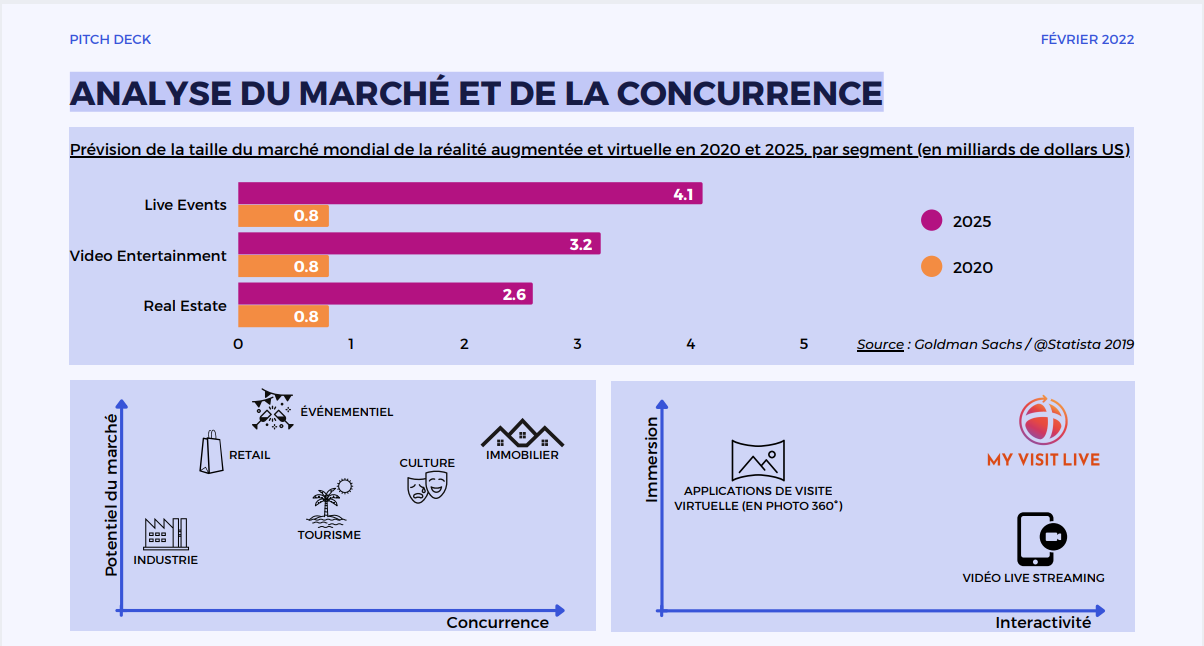 PITCH DECK
FÉVRIER 2022
ANALYSE DU MARCHÉ ET DE LA CONCURRENCE
Prévision de la taille du marché mondial de la réalité augmentée et virtuelle en 2020 et 2025, par segment (en milliards de dollars US)
Live Events
4.1
0.8
Video Entertainment
3.2
0.8
Real Estate
2.6
0.8
2025
2020
0 1 2 3 4 5
Source : Goldman Sachs / @Statista 2019
Potentiel du marché
ÉVÉNEMENTIEL
RETAIL
IMMOBILIER
CULTURE
TOURISME
INDUSTRIE
Concurrence
Immersion
MY VISIT LIVE
APPLICATIONS DE VISITE
VIRTUELLE (EN PHOTO 360°)
VIDÉO LIVE STREAMING
Interactivité